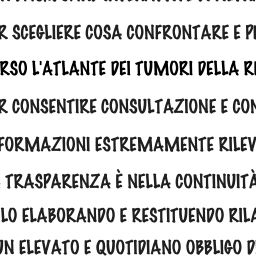 R SCEGLIERE COSA CONFRONTARE E P
RSO L'ATLANTE DEI TUMORI DELLA R
R CONSENTIRE CONSULTAZIONE E CON
FORMAZIONI ESTREMAMENTE RILEV
TRASPARENZA È NELLA CONTINUITÀ
LO ELABORANDO E RESTITUENDO RILA
UN ELEVATO E QUOTIDIANO OBBLIGO D